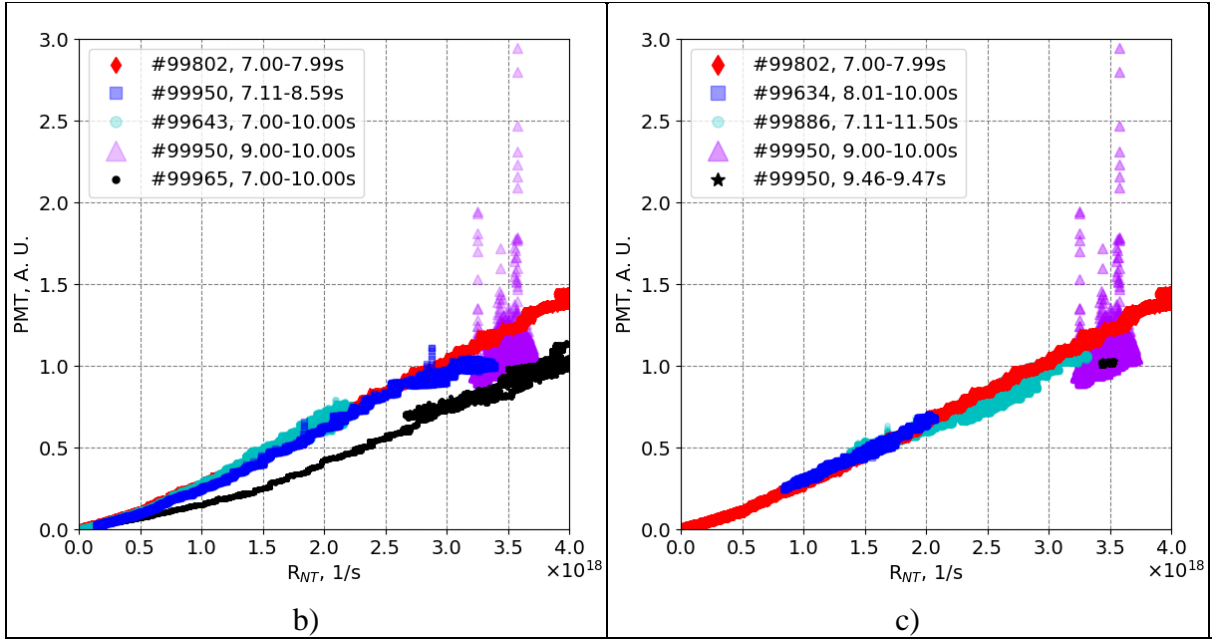 3.0
2.5
2.0
1.5
1.0
0.5
0.0
PMT, A. U.
#99802, 7.00-7.99s
#99950, 7.11-8.59s
#99643, 7.00-10.00s
#99950, 9.00-10.00s
#99965, 7.00-10.00s
0.0 0.5 1.0 1.5 2.0 2.5 3.0 3.5 4.0
×10¹⁸
R_NT, 1/s
b)
3.0
2.5
2.0
1.5
1.0
0.5
0.0
PMT, A. U.
#99802, 7.00-7.99s
#99634, 8.01-10.00s
#99886, 7.11-11.50s
#99950, 9.00-10.00s
#99950, 9.46-9.47s
0.0 0.5 1.0 1.5 2.0 2.5 3.0 3.5 4.0
×10¹⁸
R_NT, 1/s
c)